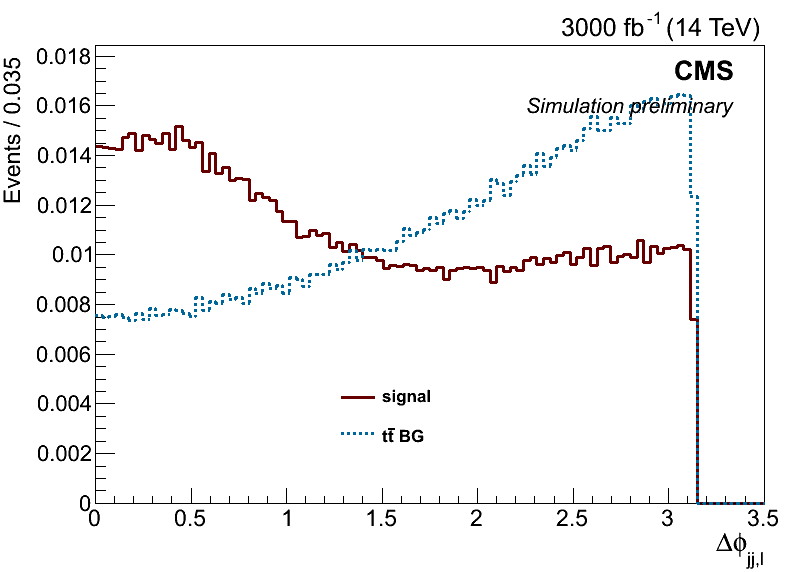 3000 fb⁻¹ (14 TeV)
CMS
Simulation preliminary
Events / 0.035
0.018
0.016
0.014
0.012
0.01
0.008
0.006
0.004
0.002
0
signal
tt̄ BG
0 0.5 1 1.5 2 2.5 3 3.5
Δϕjj,l